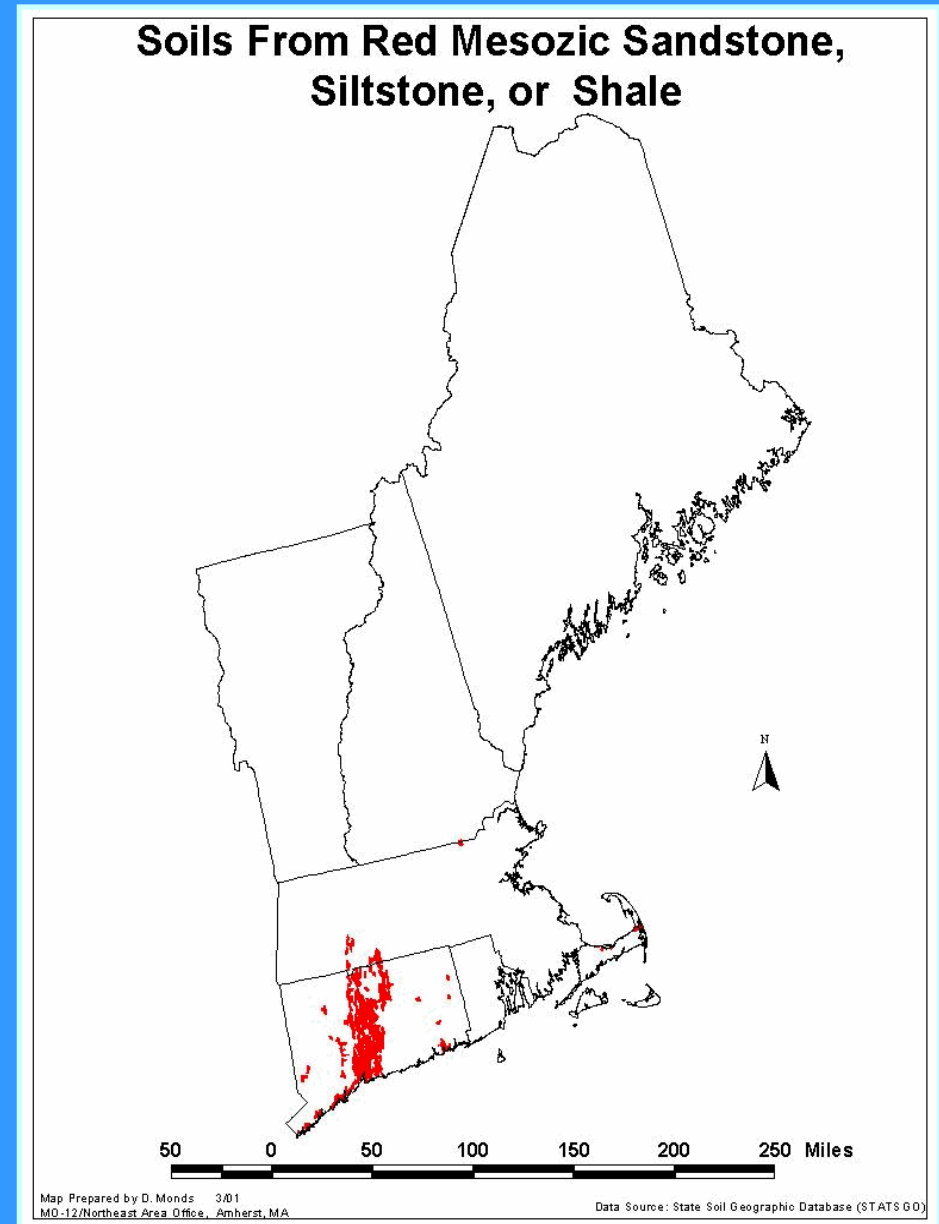 Soils From Red Mesozic Sandstone,
Siltstone, or Shale
N
50 0 50 100 150 200 250 Miles
Map Prepared by D. Monds 3/01
MO-12/Northeast Area Office, Amherst, MA
Data Source: State Soil Geographic Database (STATSGO)